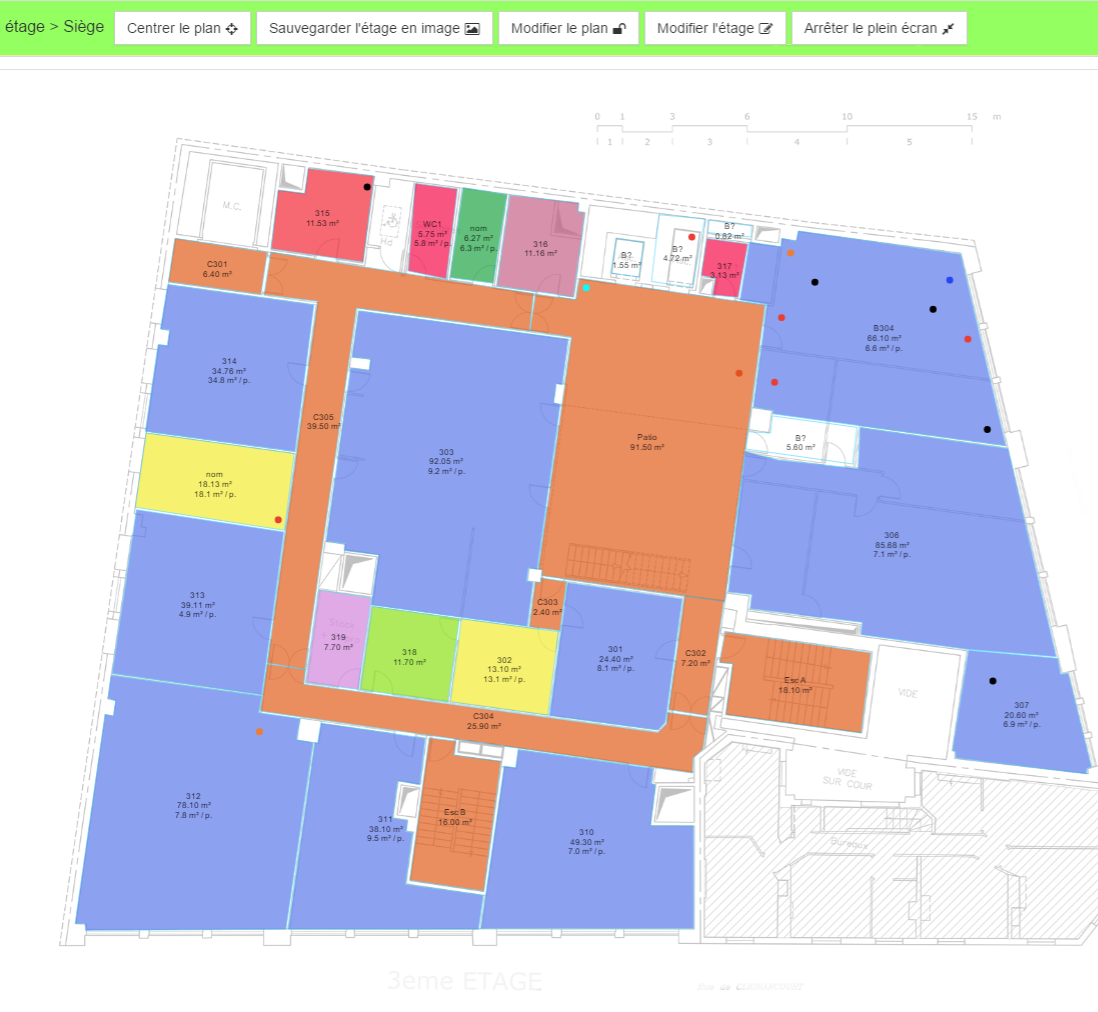 étage > Siège
Centrer le plan
Sauvegarder l'étage en image
Modifier le plan
Modifier l'étage
Arrêter le plein écran
0 1 3 6 10 15 m
1 2 3 4 5
M.C.
315
11.53 m²
Hd
WC1
5.75 m²
5.8 m² / p.
nom
6.27 m²
6.3 m² / p.
316
11.16 m²
B?
1.55 m²
B?
4.72 m²
B?
0.82 m²
317
3.13 m²
C301
6.40 m²
B304
66.10 m²
6.6 m² / p.
314
34.76 m²
34.8 m² / p.
C305
39.50 m²
303
92.05 m²
9.2 m² / p.
Patio
91.50 m²
B?
5.60 m²
nom
18.13 m²
18.1 m² / p.
306
85.68 m²
7.1 m² / p.
313
39.11 m²
4.9 m² / p.
Stock
319
7.70 m²
318
11.70 m²
302
13.10 m²
13.1 m² / p.
C303
2.40 m²
301
24.40 m²
8.1 m² / p.
C302
7.20 m²
Esc A
18.10 m²
VIDE
307
20.60 m²
6.9 m² / p.
C304
25.90 m²
VIDE
SUR COUR
312
78.10 m²
7.8 m² / p.
311
38.10 m²
9.5 m² / p.
Esc B
16.00 m²
310
49.30 m²
7.0 m² / p.
Bureaux
3eme ETAGE
Rue de CLIGNANCOURT